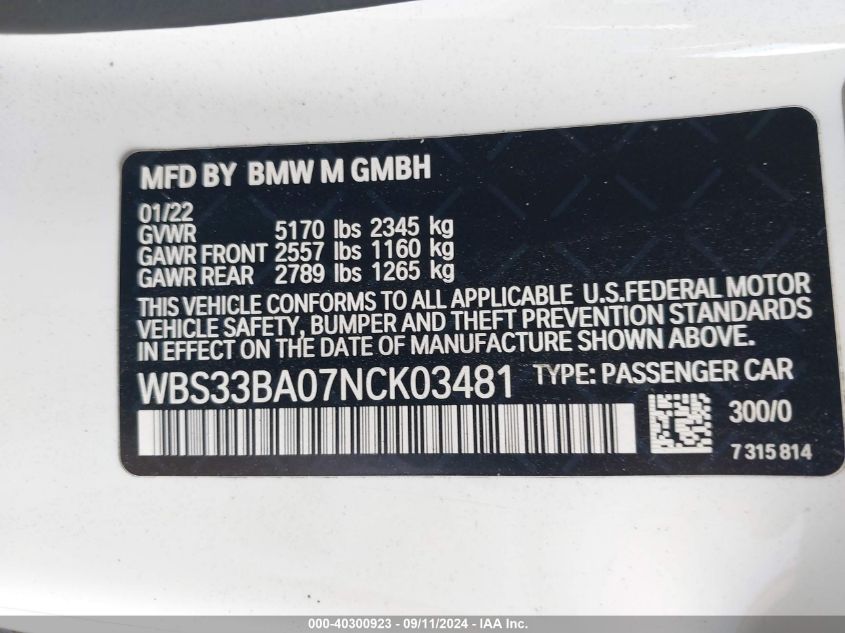 MFD BY BMW M GMBH
01/22
GVWR 5170 lbs 2345 kg
GAWR FRONT 2557 lbs 1160 kg
GAWR REAR 2789 lbs 1265 kg
THIS VEHICLE CONFORMS TO ALL APPLICABLE U.S.FEDERAL MOTOR
VEHICLE SAFETY, BUMPER AND THEFT PREVENTION STANDARDS
IN EFFECT ON THE DATE OF MANUFACTURE SHOWN ABOVE.
WBS33BA07NCK03481 TYPE: PASSENGER CAR
300/0
7 315 814
000-40300923 - 09/11/2024 - IAA Inc.